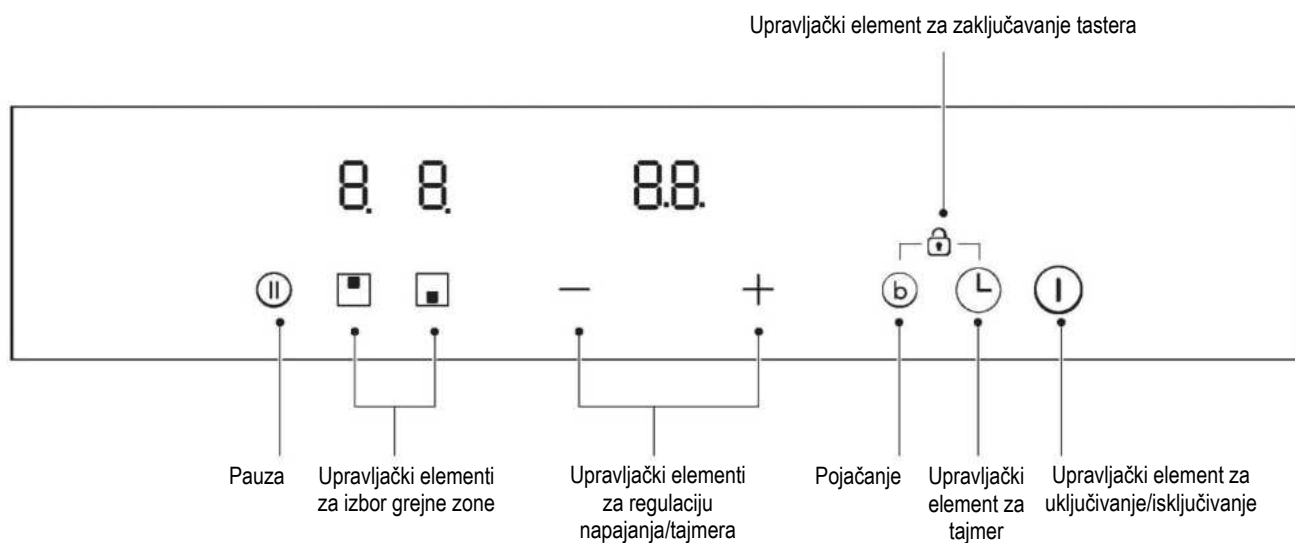 Upravljački element za zaključavanje tastera
8. 8. 8.8.
b
Pauza
Upravljački elementi
za izbor grejne zone
Upravljački elementi
za regulaciju
napajanja/tajmera
Pojačanje
Upravljački
element za
tajmer
Upravljački element za
uključivanje/isključivanje